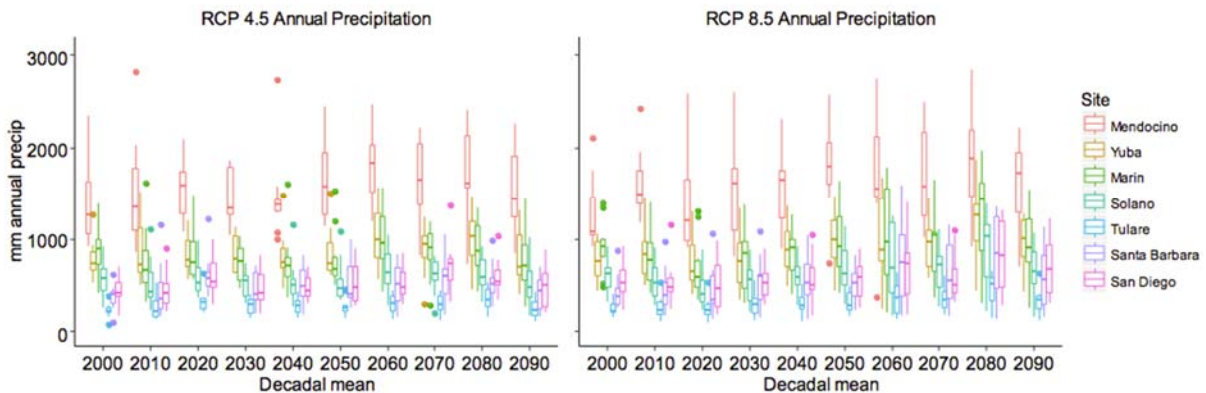 RCP 4.5 Annual Precipitation
RCP 8.5 Annual Precipitation
mm annual precip
3000
2000
1000
0
2000 2010 2020 2030 2040 2050 2060 2070 2080 2090
Decadal mean
2000 2010 2020 2030 2040 2050 2060 2070 2080 2090
Decadal mean
Site
Mendocino
Yuba
Marin
Solano
Tulare
Santa Barbara
San Diego